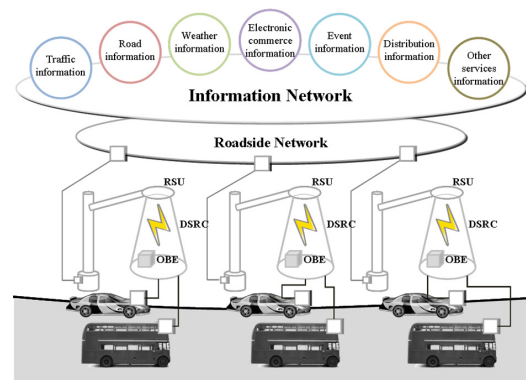 Traffic
information
Road
information
Weather
information
Electronic
commerce
information
Event
information
Distribution
information
Other
services
information
Information Network
Roadside Network
RSU
DSRC
OBE
RSU
DSRC
OBE
RSU
DSRC
OBE